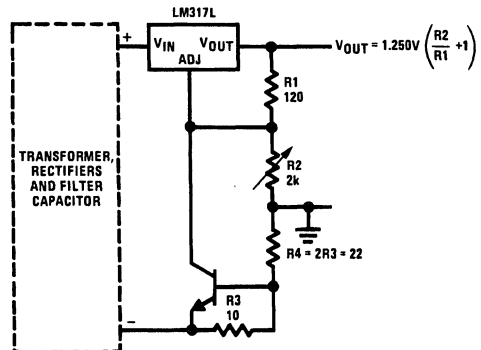 LM317L
+
VIN
VOUT
ADJ
VOUT = 1.250V (R2/R1 +1)
R1
120
TRANSFORMER,
RECTIFIERS
AND FILTER
CAPACITOR
R2
2k
R4 = 2R3 = 22
R3
10
−